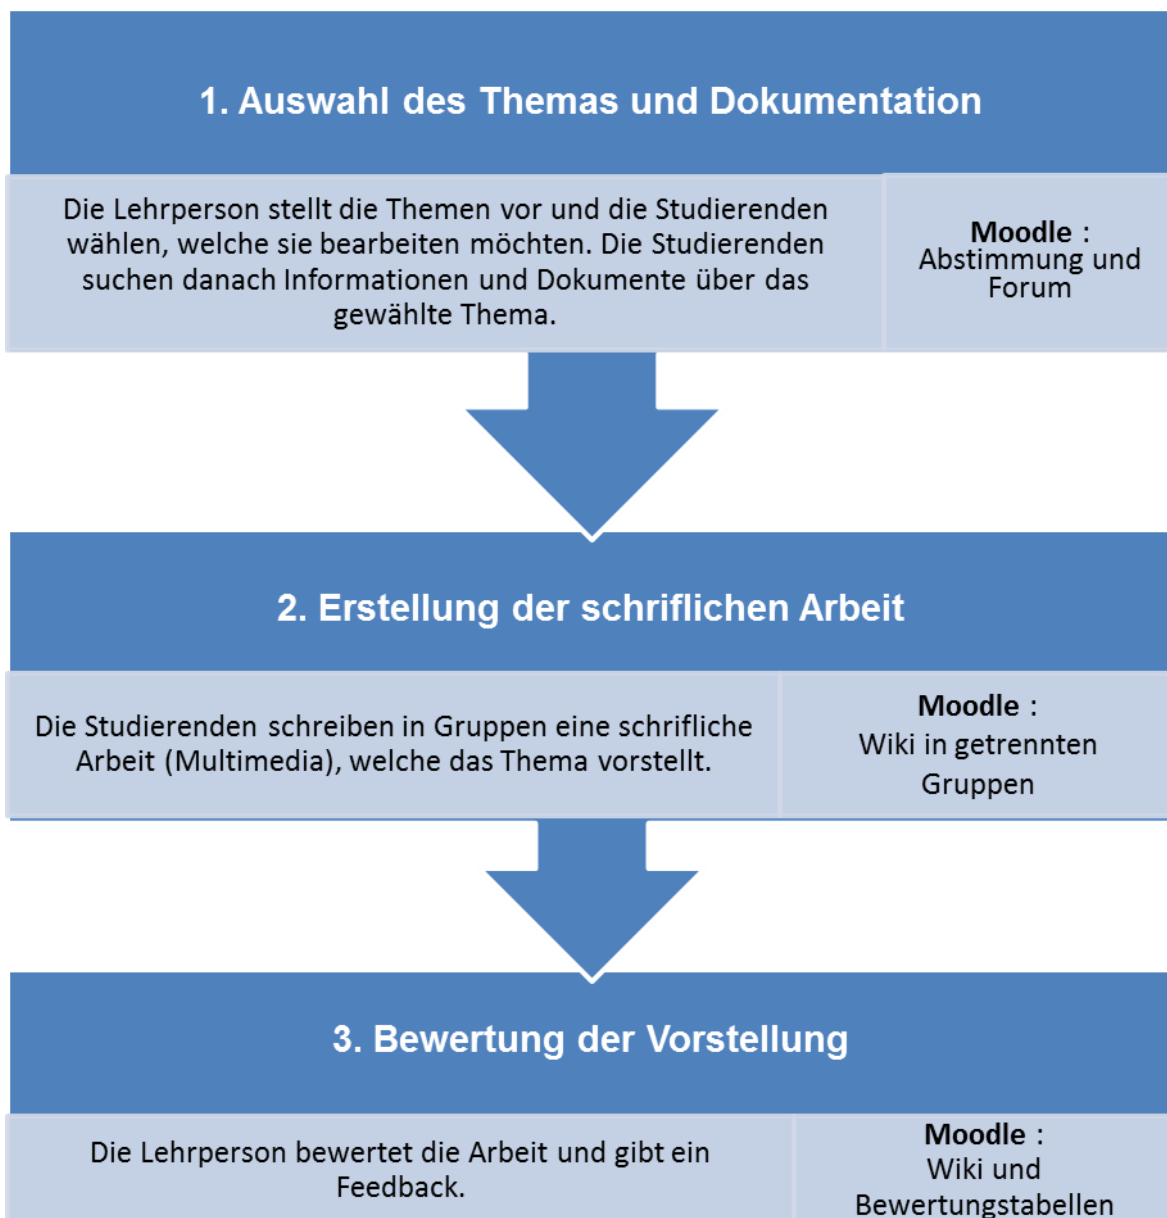 1. Auswahl des Themas und Dokumentation
Die Lehrperson stellt die Themen vor und die Studierenden
wählen, welche sie bearbeiten möchten. Die Studierenden
suchen danach Informationen und Dokumente über das
gewählte Thema.
Moodle :
Abstimmung und
Forum
2. Erstellung der schriflichen Arbeit
Die Studierenden schreiben in Gruppen eine schrifliche
Arbeit (Multimedia), welche das Thema vorstellt.
Moodle :
Wiki in getrennten
Gruppen
3. Bewertung der Vorstellung
Die Lehrperson bewertet die Arbeit und gibt ein
Feedback.
Moodle :
Wiki und
Bewertungstabellen